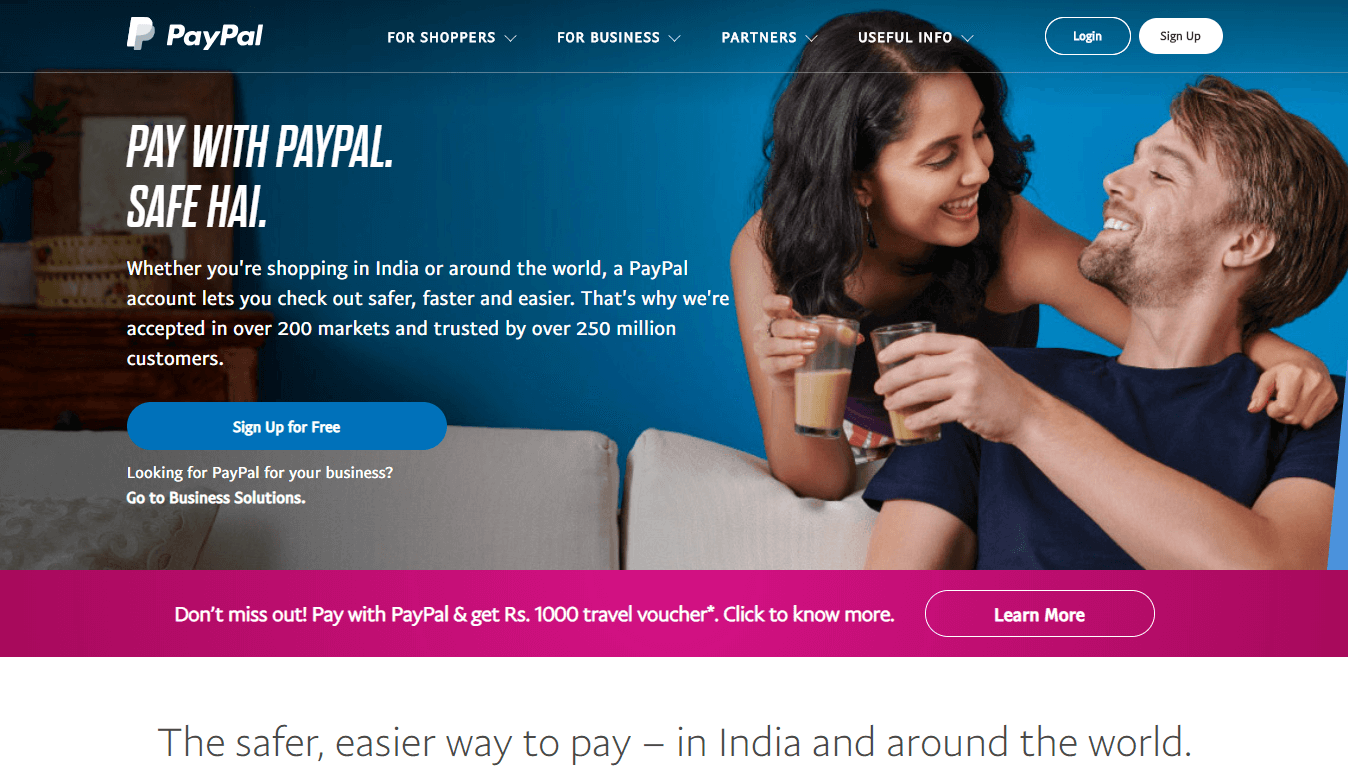 PayPal
FOR SHOPPERS
FOR BUSINESS
PARTNERS
USEFUL INFO
Login
Sign Up
PAY WITH PAYPAL.
SAFE HAI.
Whether you're shopping in India or around the world, a PayPal
account lets you check out safer, faster and easier. That's why we're
accepted in over 200 markets and trusted by over 250 million
customers.
Sign Up for Free
Looking for PayPal for your business?
Go to Business Solutions.
Don't miss out! Pay with PayPal & get Rs. 1000 travel voucher*. Click to know more.
Learn More
The safer, easier way to pay – in India and around the world.